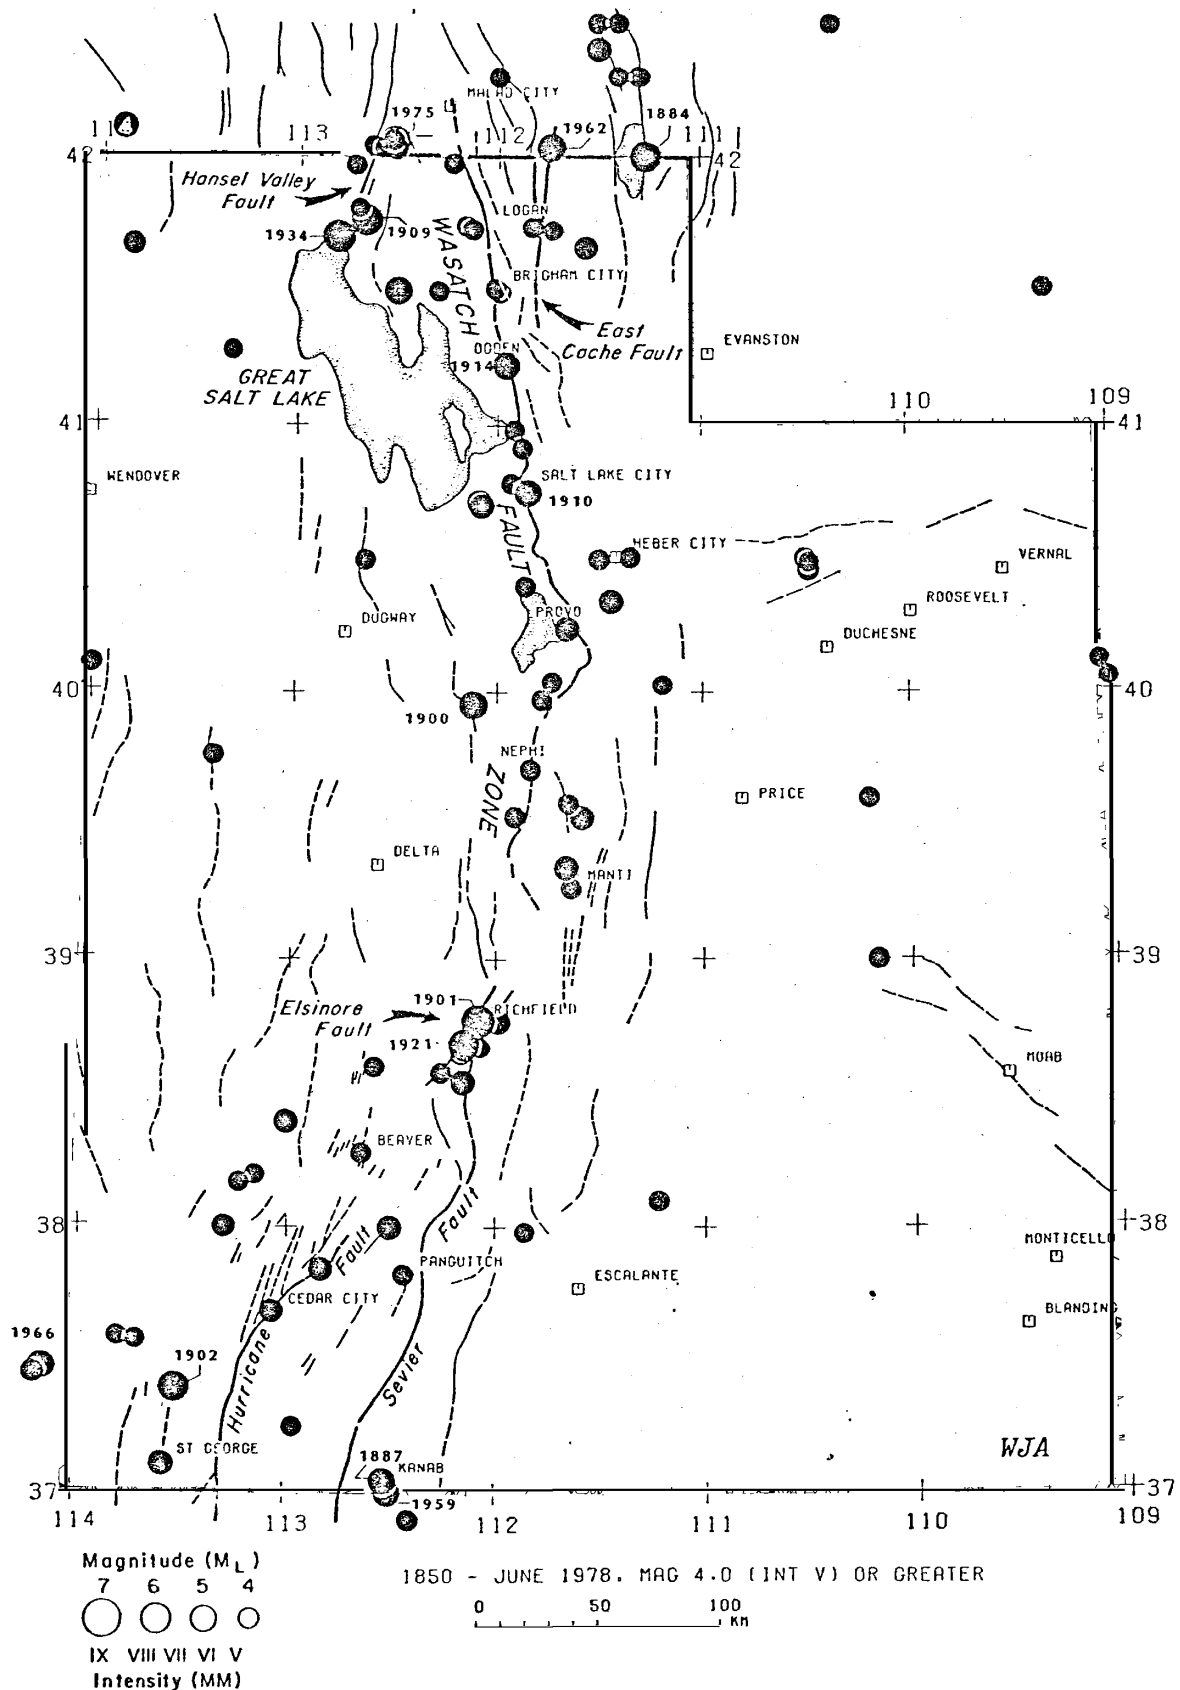 MALAD CITY
1975
1962
1884
11
113
112
111
42
42
Hansel Valley
Fault
LOGAN
1934
1909
WASATCH
BRIGHAM CITY
East
Cache Fault
EVANSTON
OGDEN
1914
GREAT
SALT LAKE
110
109
41
41
WENDOVER
SALT LAKE CITY
1910
FAULT
HEBER CITY
VERNAL
ROOSEVELT
DUGWAY
PROVO
DUCHESNE
40
40
1900
NEPHI
ZONE
PRICE
DELTA
MANTI
39
39
1901
Elsinore
Fault
RICHFIELD
1921
MOAB
BEAVER
38
Fault
38
Fault
MONTICELLO
PANGUITCH
ESCALANTE
CEDAR CITY
BLANDING
1966
1902
Hurricane
Sevier
ST GEORGE
WJA
1887
KANAB
37
1959
37
114
113
112
111
110
109
Magnitude (ML)
7 6 5 4
1850 - JUNE 1978. MAG 4.0 (INT V) OR GREATER
0 50 100
KM
IX VIII VII VI V
Intensity (MM)